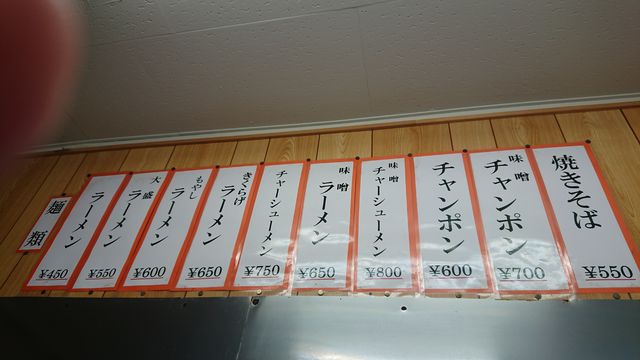 麺類
ラーメン
¥450
大盛
ラーメン
¥550
もやし
ラーメン
¥600
きくらげ
ラーメン
¥650
チャーシューメン
¥750
味噌
ラーメン
¥650
味噌
チャーシューメン
¥800
チャンポン
¥600
味噌
チャンポン
¥700
焼きそば
¥550